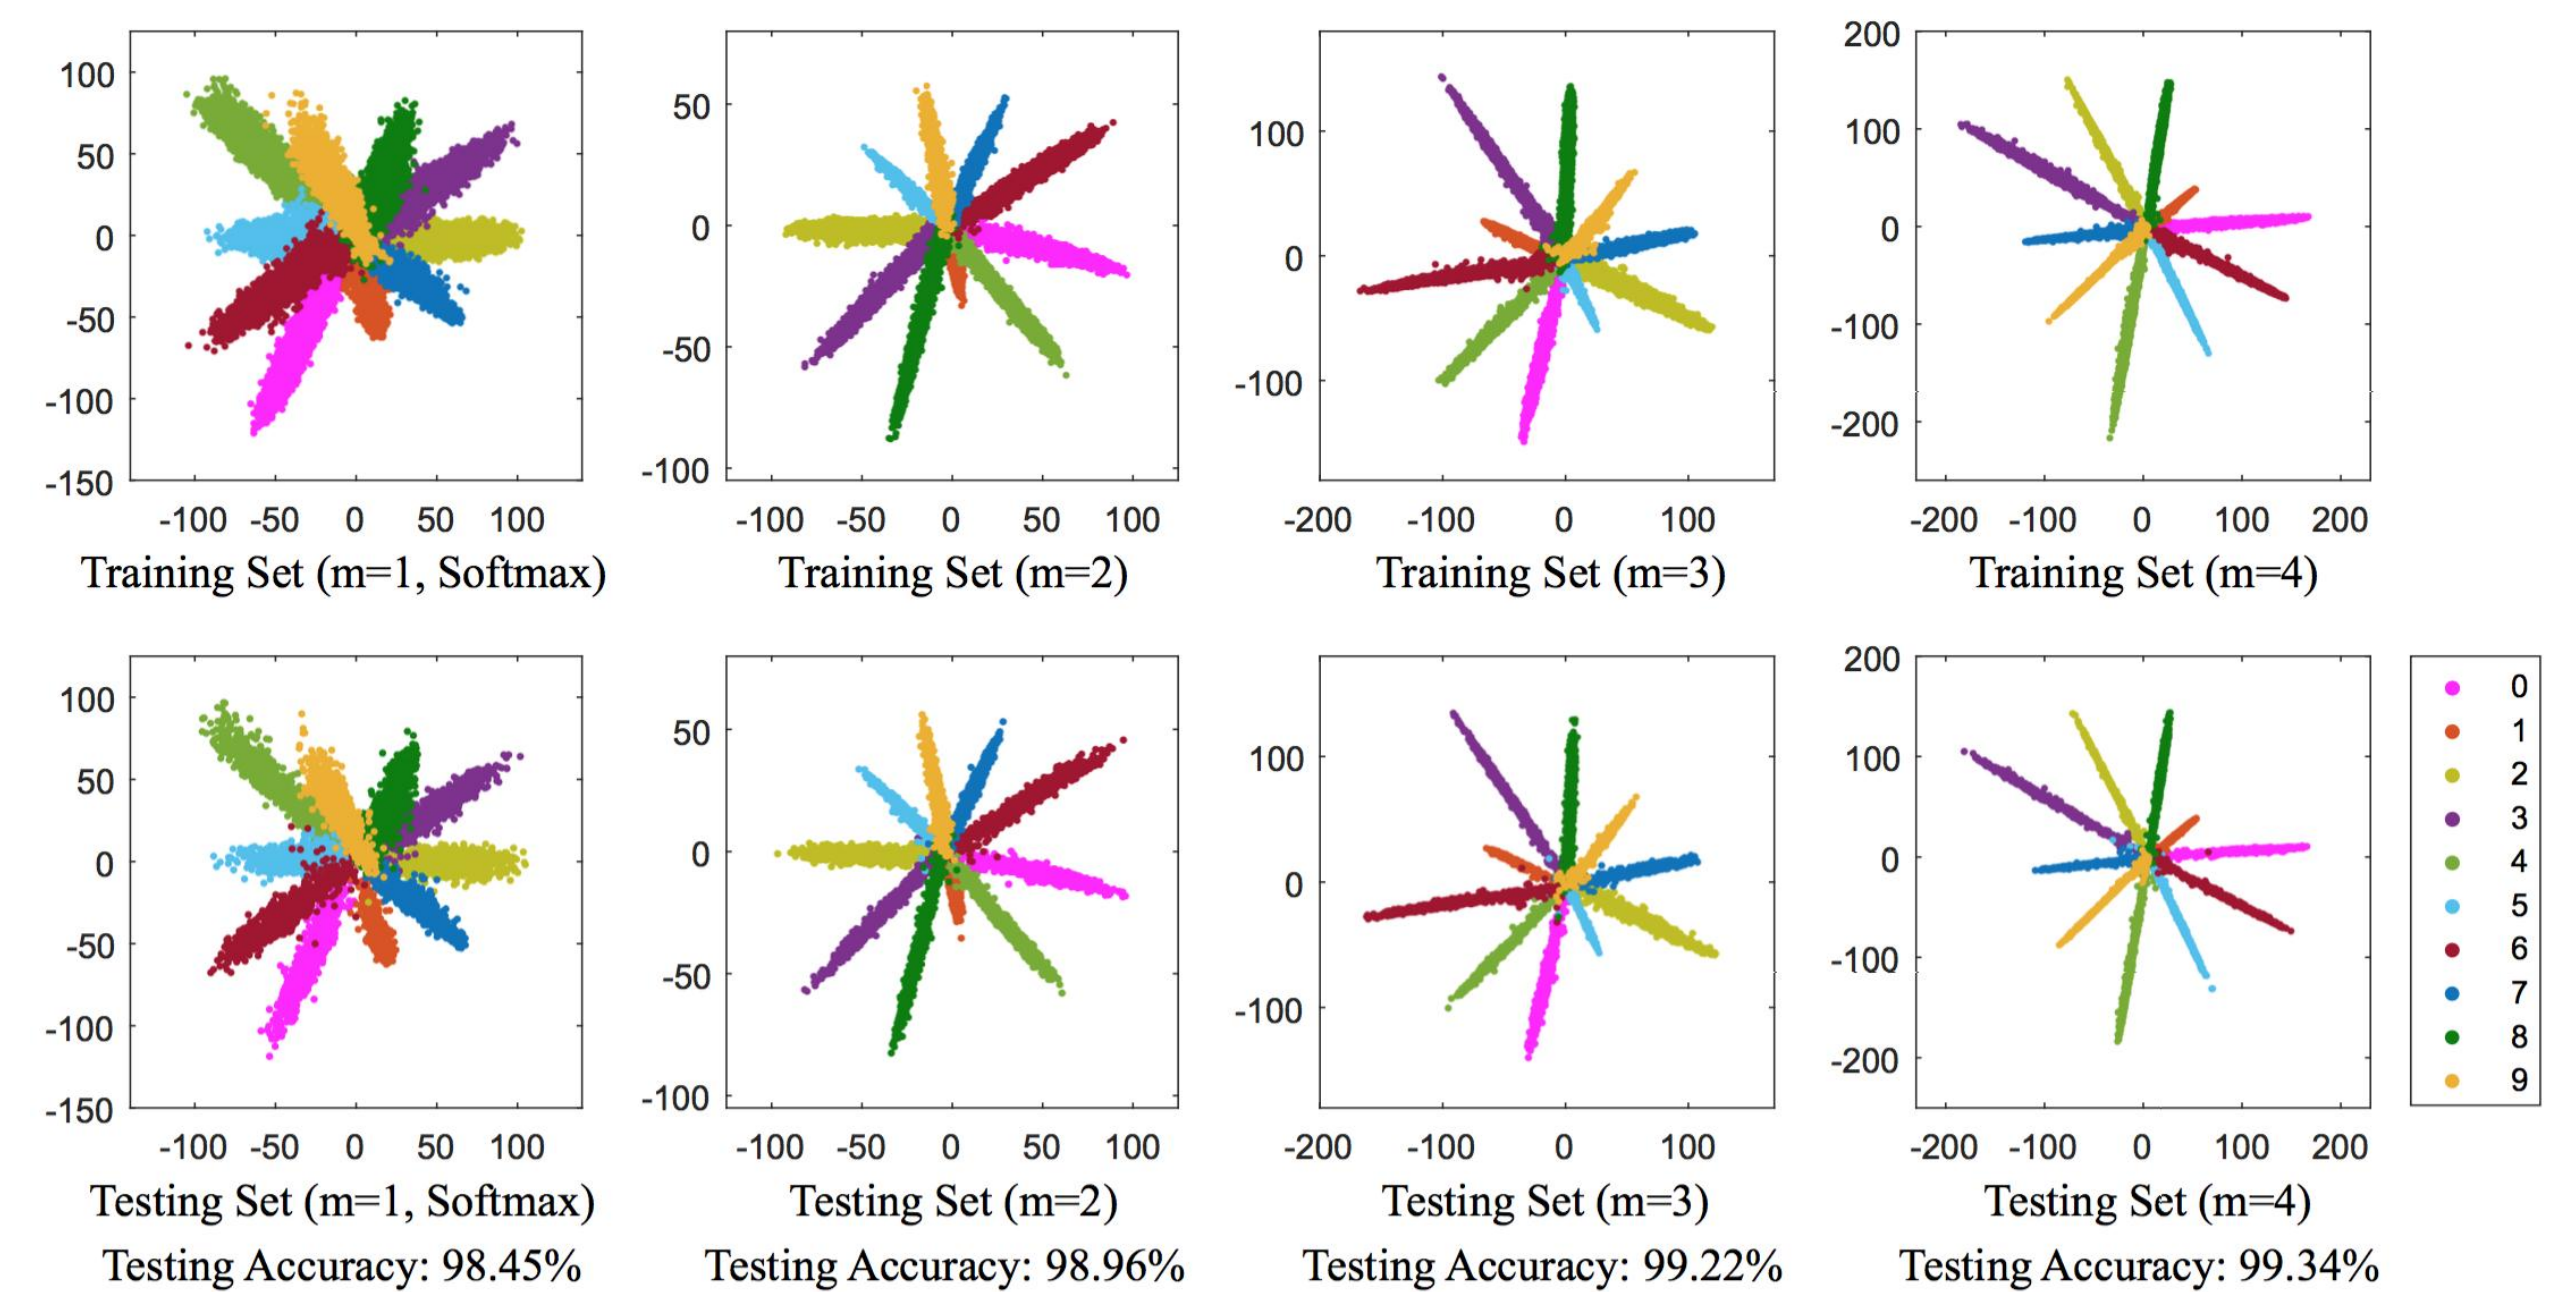 100
50
0
-50
-100
-150
-100 -50 0 50 100
Training Set (m=1, Softmax)
50
0
-50
-100
-100 -50 0 50 100
Training Set (m=2)
100
0
-100
-200 -100 0 100
Training Set (m=3)
200
100
0
-100
-200
-200 -100 0 100 200
Training Set (m=4)
100
50
0
-50
-100
-150
-100 -50 0 50 100
Testing Set (m=1, Softmax)
Testing Accuracy: 98.45%
50
0
-50
-100
-100 -50 0 50 100
Testing Set (m=2)
Testing Accuracy: 98.96%
100
0
-100
-200 -100 0 100
Testing Set (m=3)
Testing Accuracy: 99.22%
200
100
0
-100
-200
-200 -100 0 100 200
Testing Set (m=4)
Testing Accuracy: 99.34%
0
1
2
3
4
5
6
7
8
9